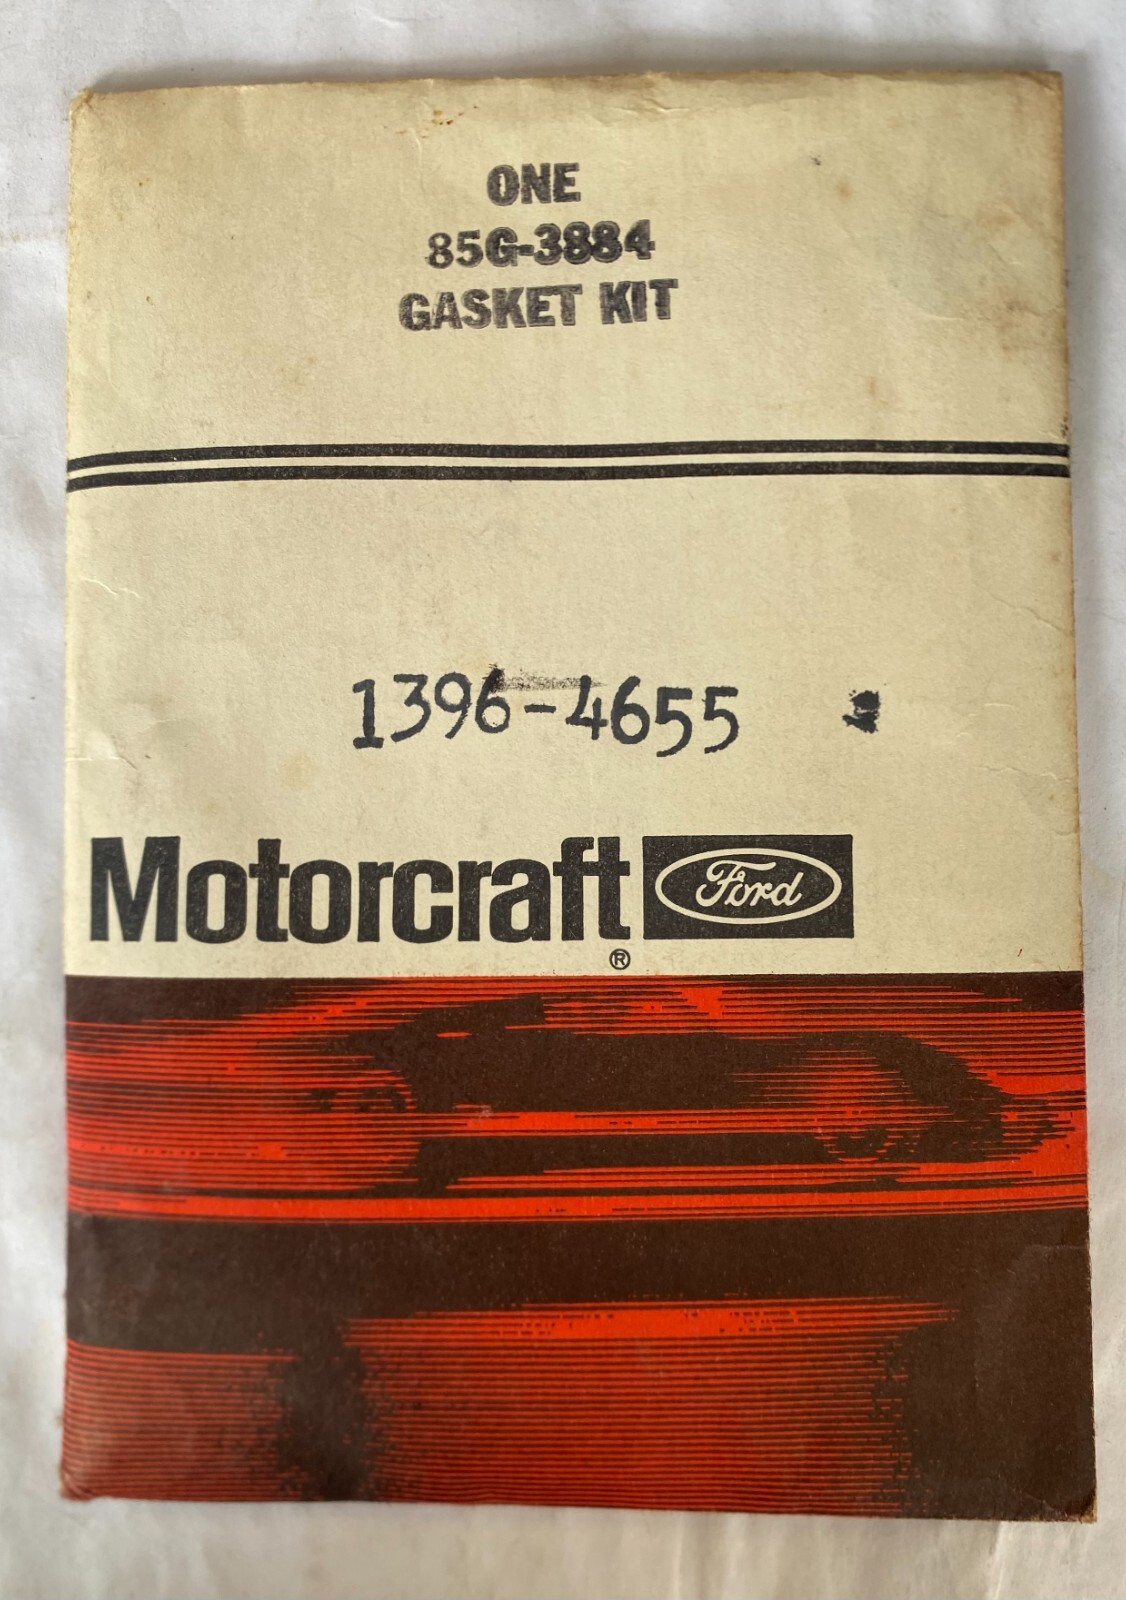 ONE
85G-3884
GASKET KIT
1396-4655
Motorcraft Ford
®